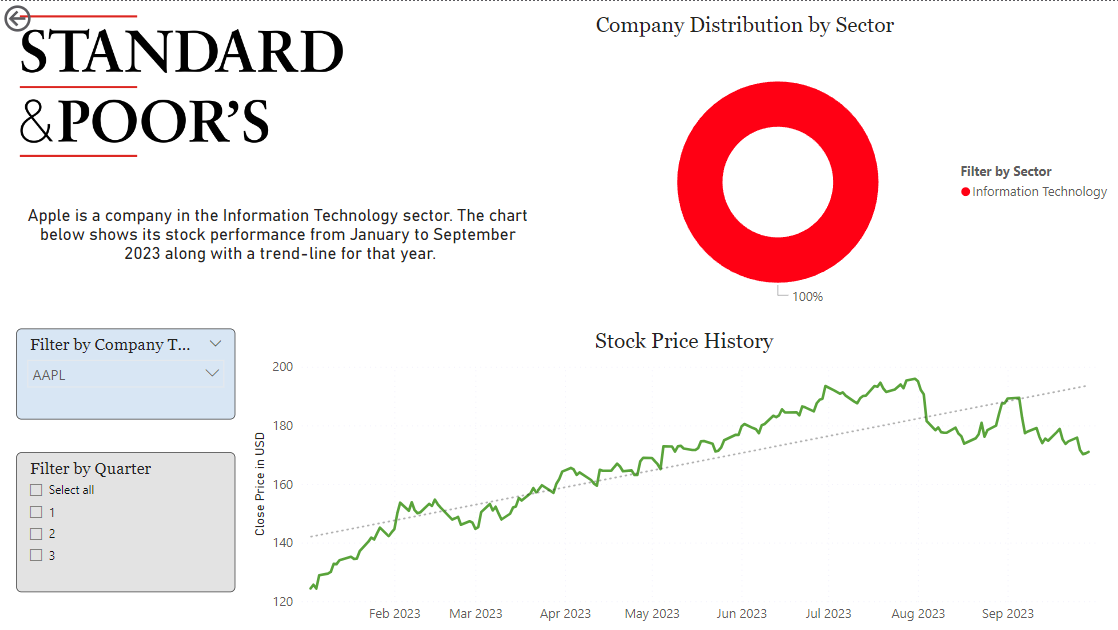 STANDARD
&POOR'S
Company Distribution by Sector
Filter by Sector
Information Technology
100%
Apple is a company in the Information Technology sector. The chart
below shows its stock performance from January to September
2023 along with a trend-line for that year.
Filter by Company T...
AAPL
Filter by Quarter
Select all
1
2
3
Stock Price History
Close Price in USD
200
180
160
140
120
Feb 2023
Mar 2023
Apr 2023
May 2023
Jun 2023
Jul 2023
Aug 2023
Sep 2023